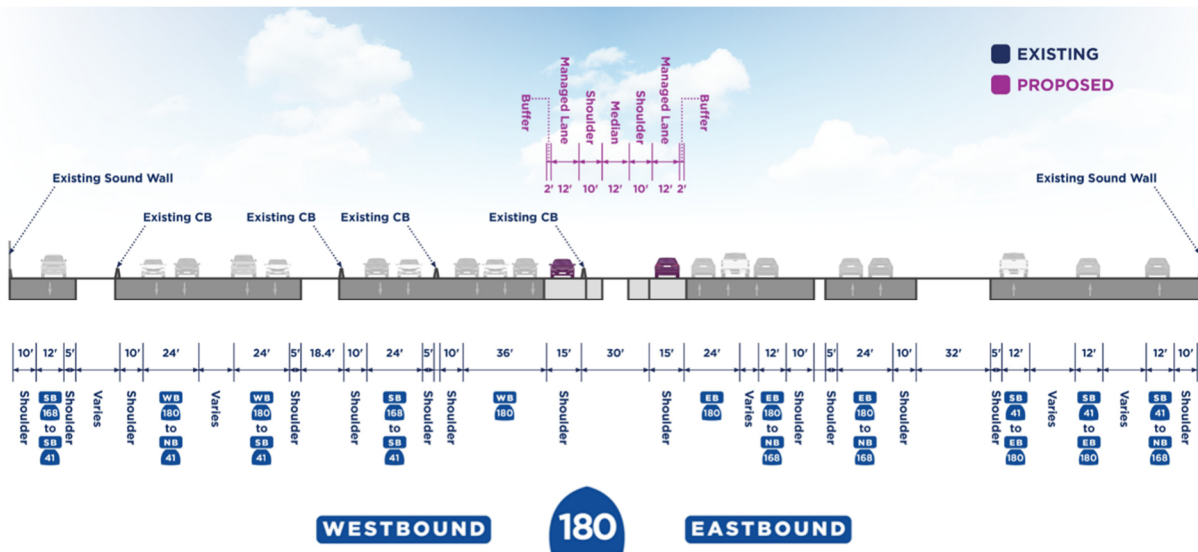 EXISTING
PROPOSED
Buffer
Managed Lane
Shoulder
Median
Shoulder
Managed Lane
Buffer
2' 12' 10' 12' 10' 12' 2'
Existing Sound Wall
Existing Sound Wall
Existing CB
Existing CB
Existing CB
Existing CB
10' 12' 5' 10' 24' 24' 5' 18.4' 10' 24' 5' 10' 36' 15' 30' 15' 24' 12' 10' 5' 24' 10' 32' 5' 12' 12' 12' 10'
Shoulder
SB
168
to
SB
41
Shoulder
Varies
Shoulder
WB
180
to
NB
41
Varies
WB
180
to
SB
41
Shoulder
Shoulder
SB
168
to
SB
41
Shoulder
Shoulder
WB
180
Shoulder
Shoulder
EB
180
Varies
EB
180
to
NB
168
Shoulder
Shoulder
EB
180
to
NB
168
Shoulder
Shoulder
SB
41
to
EB
180
Varies
SB
41
to
EB
180
Varies
SB
41
to
NB
168
Shoulder
WESTBOUND
180
EASTBOUND